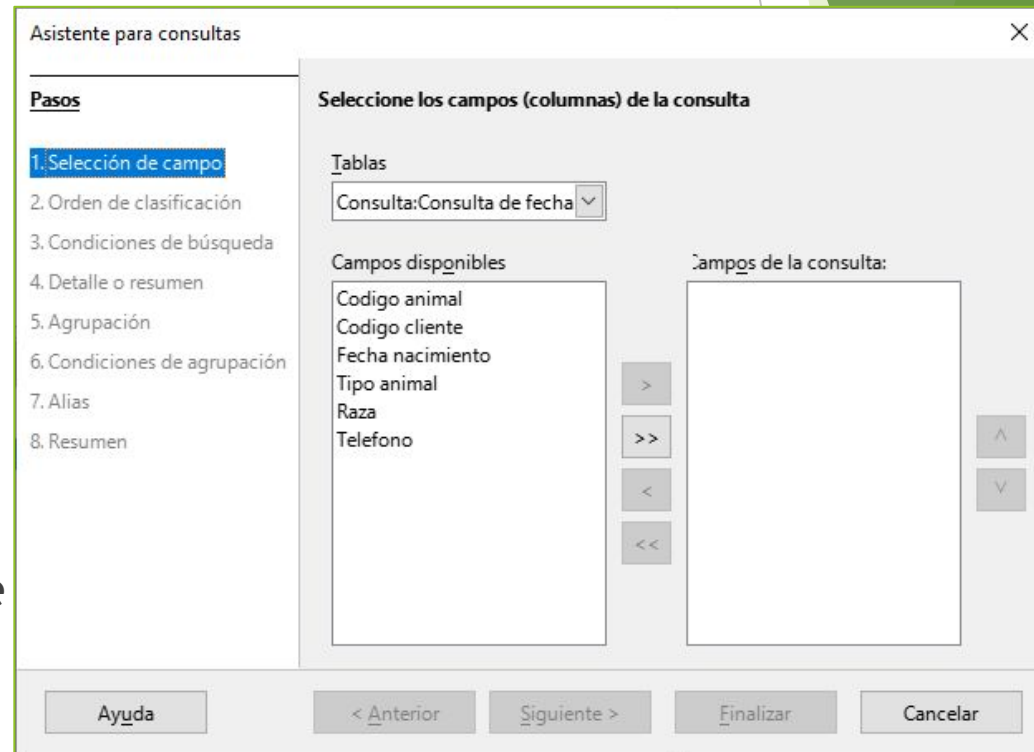 Asistente para consultas
Pasos
1. Selección de campo
2. Orden de clasificación
3. Condiciones de búsqueda
4. Detalle o resumen
5. Agrupación
6. Condiciones de agrupación
7. Alias
8. Resumen
e
Seleccione los campos (columnas) de la consulta
Tablas
Consulta:Consulta de fecha
Campos disponibles
Codigo animal
Codigo cliente
Fecha nacimiento
Tipo animal
Raza
Telefono
>
>>
<
<<
Campos de la consulta:
Ayuda
< Anterior
Siguiente >
Finalizar
Cancelar